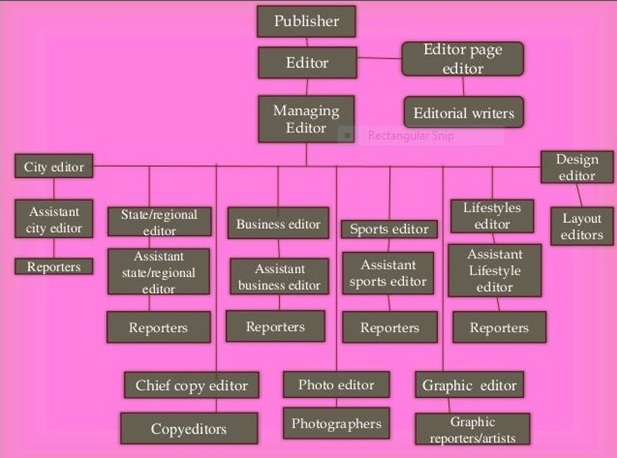 Publisher
Editor
Editor page
editor
Managing
Editor
Editorial writers
Rectangular Snip
City editor
Design
editor
Assistant
city editor
State/regional
editor
Business editor
Sports editor
Lifestyles
editor
Layout
editors
Reporters
Assistant
state/regional
editor
Assistant
business editor
Assistant
sports editor
Assistant
Lifestyle
editor
Reporters
Reporters
Reporters
Reporters
Chief copy editor
Photo editor
Graphic editor
Copyeditors
Photographers
Graphic
reporters/artists